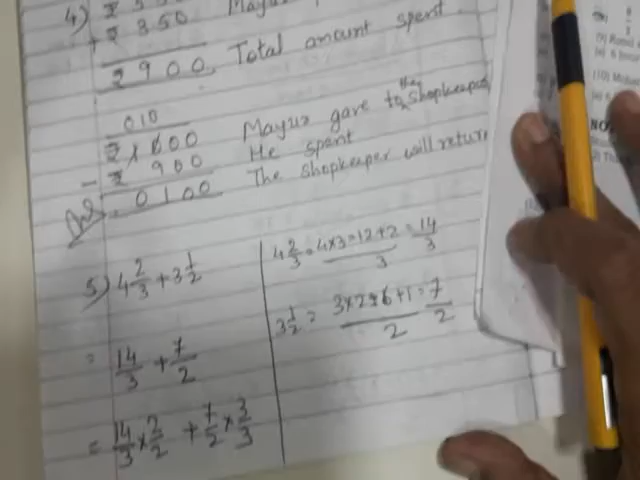 4)
+ ₹ 350
₹ 900 Total amount spent
010
₹ 1000 Mayur gave to the shopkeeper
- ₹ 900 He spent
0100 The shopkeeper will return
5) 4 2/3 + 3 1/2
= 14/3 + 7/2
= 14/3 × 2/2 + 7/2 × 3/3
4 2/3 = 4×3=12+2/3 = 14/3
3 1/2 = 3×2=6+1/2 = 7/2